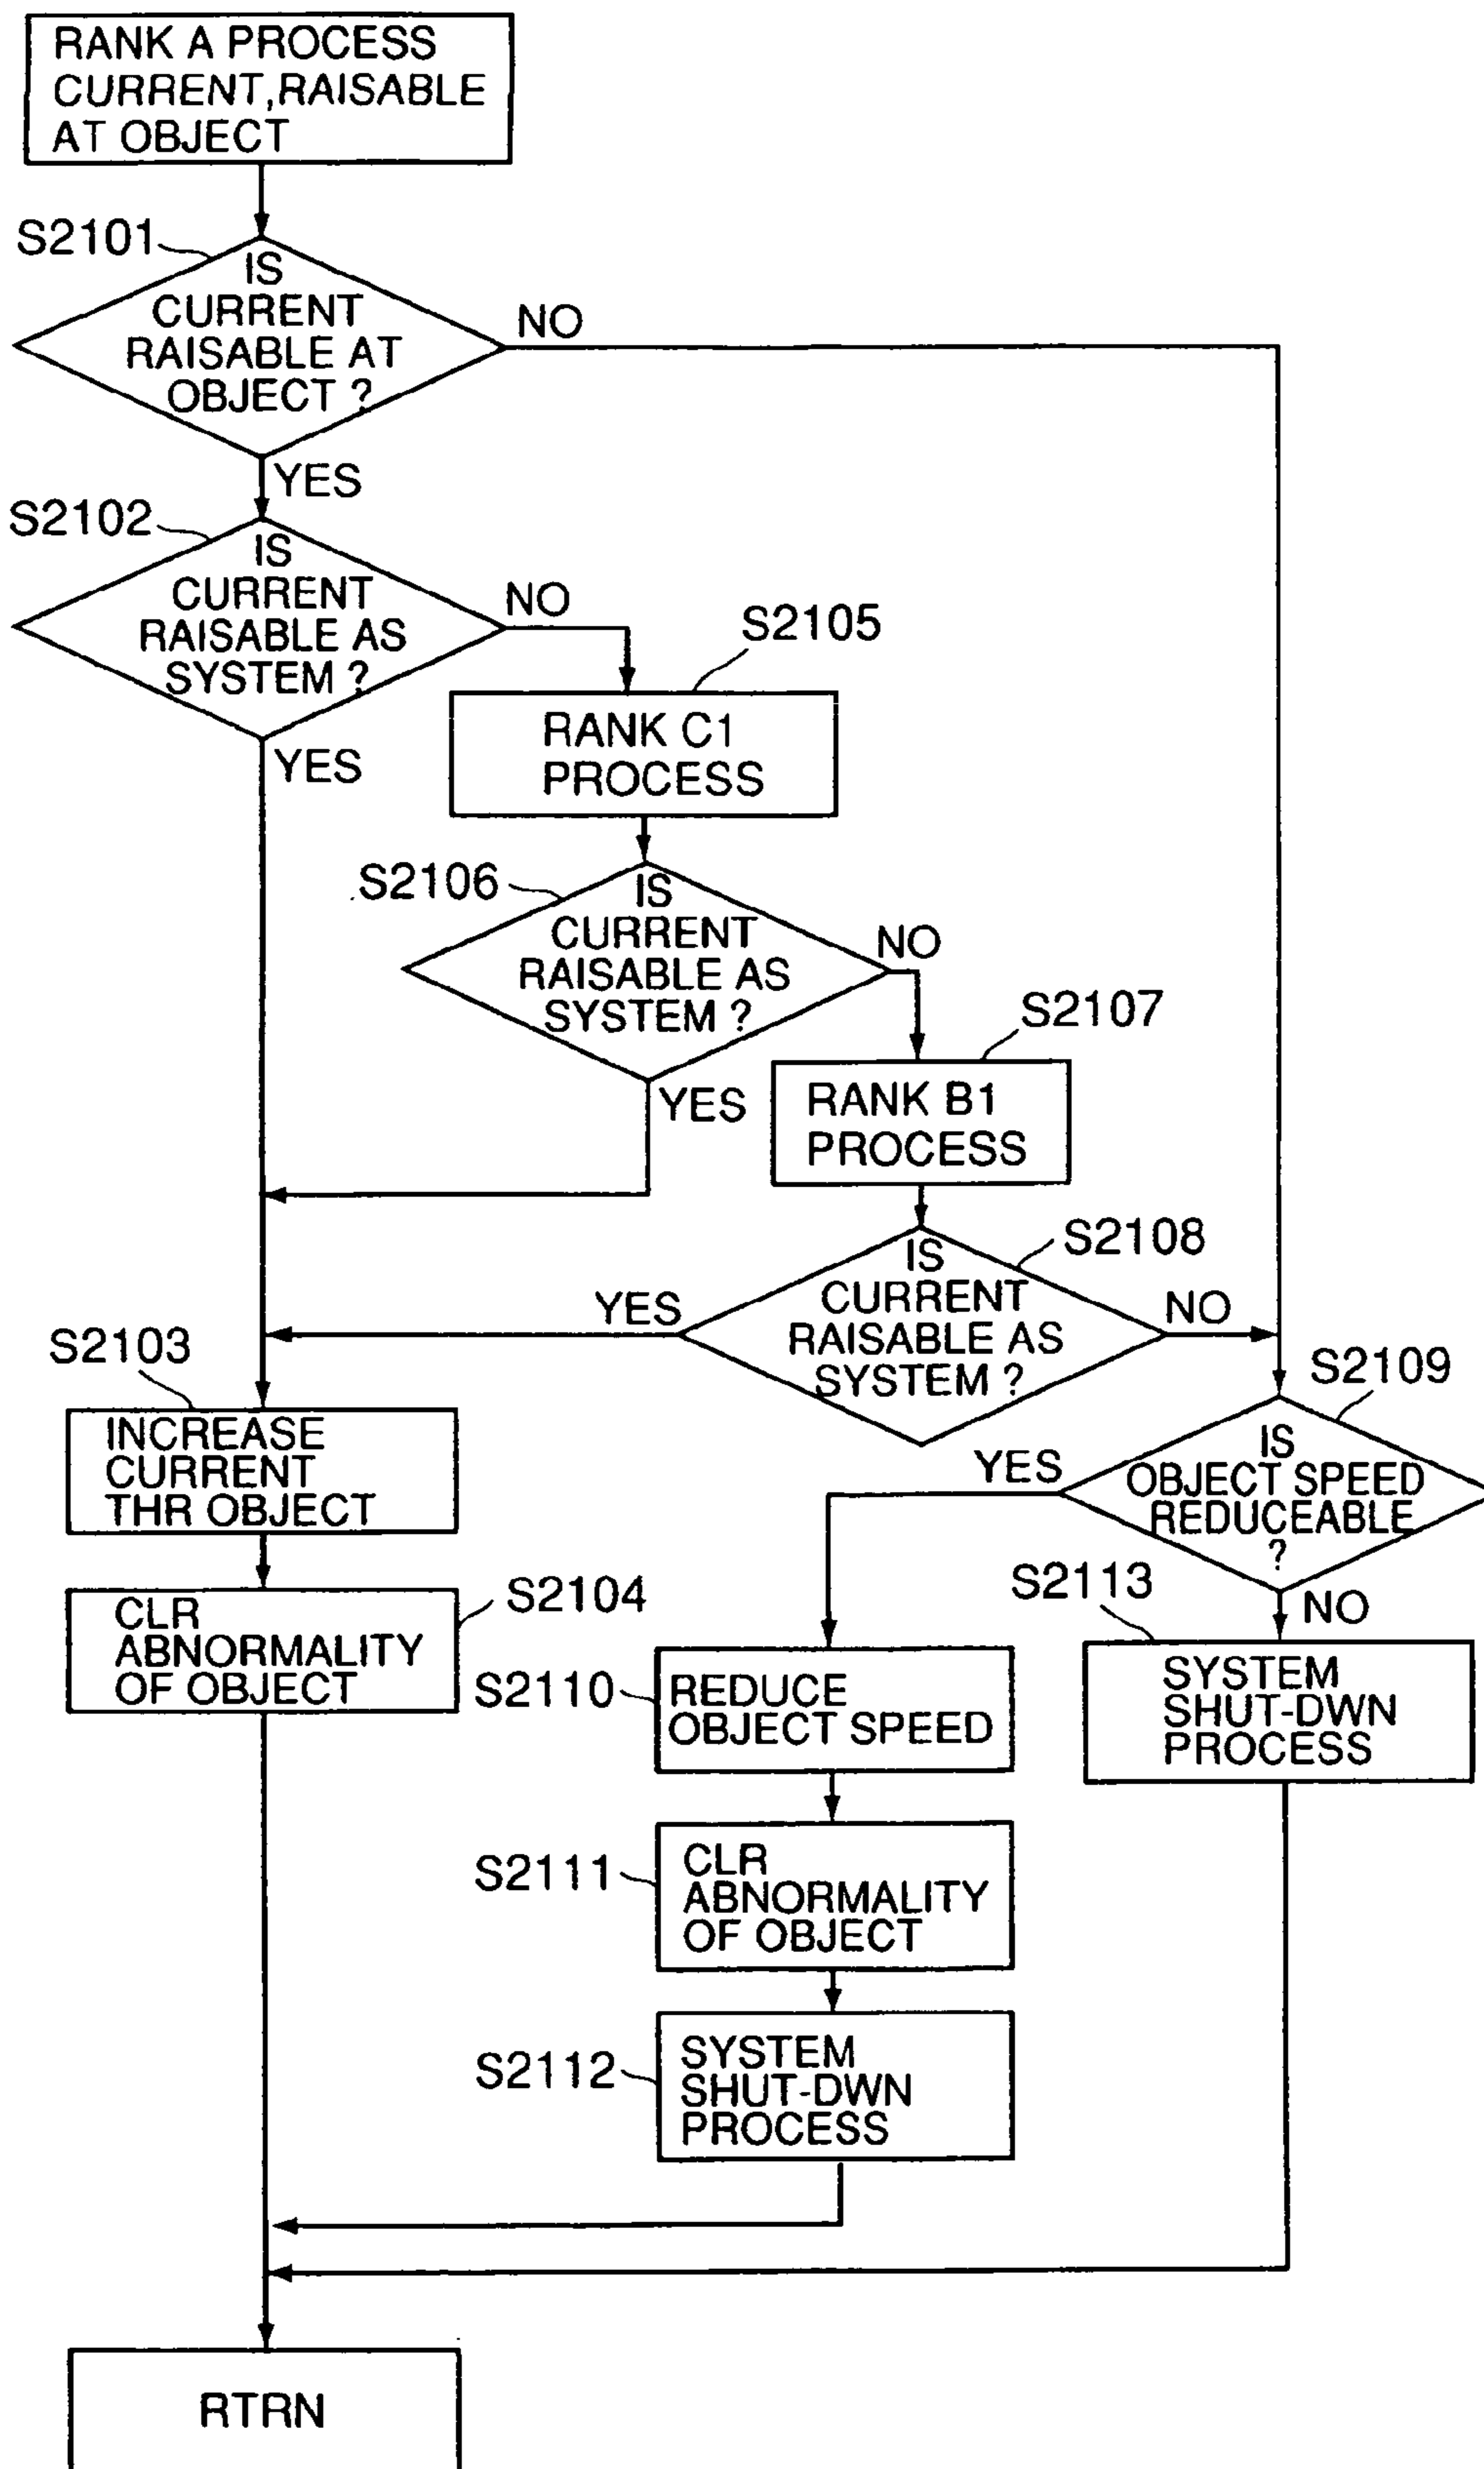 RANK A PROCESS
CURRENT,RAISABLE
AT OBJECT
S2101
IS
CURRENT
RAISABLE AT
OBJECT ?
NO
YES
S2102
IS
CURRENT
RAISABLE AS
SYSTEM ?
NO
YES
S2105
RANK C1
PROCESS
S2106
IS
CURRENT
RAISABLE AS
SYSTEM ?
NO
YES
S2107
RANK B1
PROCESS
S2108
IS
CURRENT
RAISABLE AS
SYSTEM ?
YES
NO
S2103
INCREASE
CURRENT
THR OBJECT
S2104
CLR
ABNORMALITY
OF OBJECT
S2109
IS
OBJECT SPEED
REDUCEABLE
?
YES
NO
S2110
REDUCE
OBJECT SPEED
S2113
SYSTEM
SHUT-DWN
PROCESS
S2111
CLR
ABNORMALITY
OF OBJECT
S2112
SYSTEM
SHUT-DWN
PROCESS
RTRN